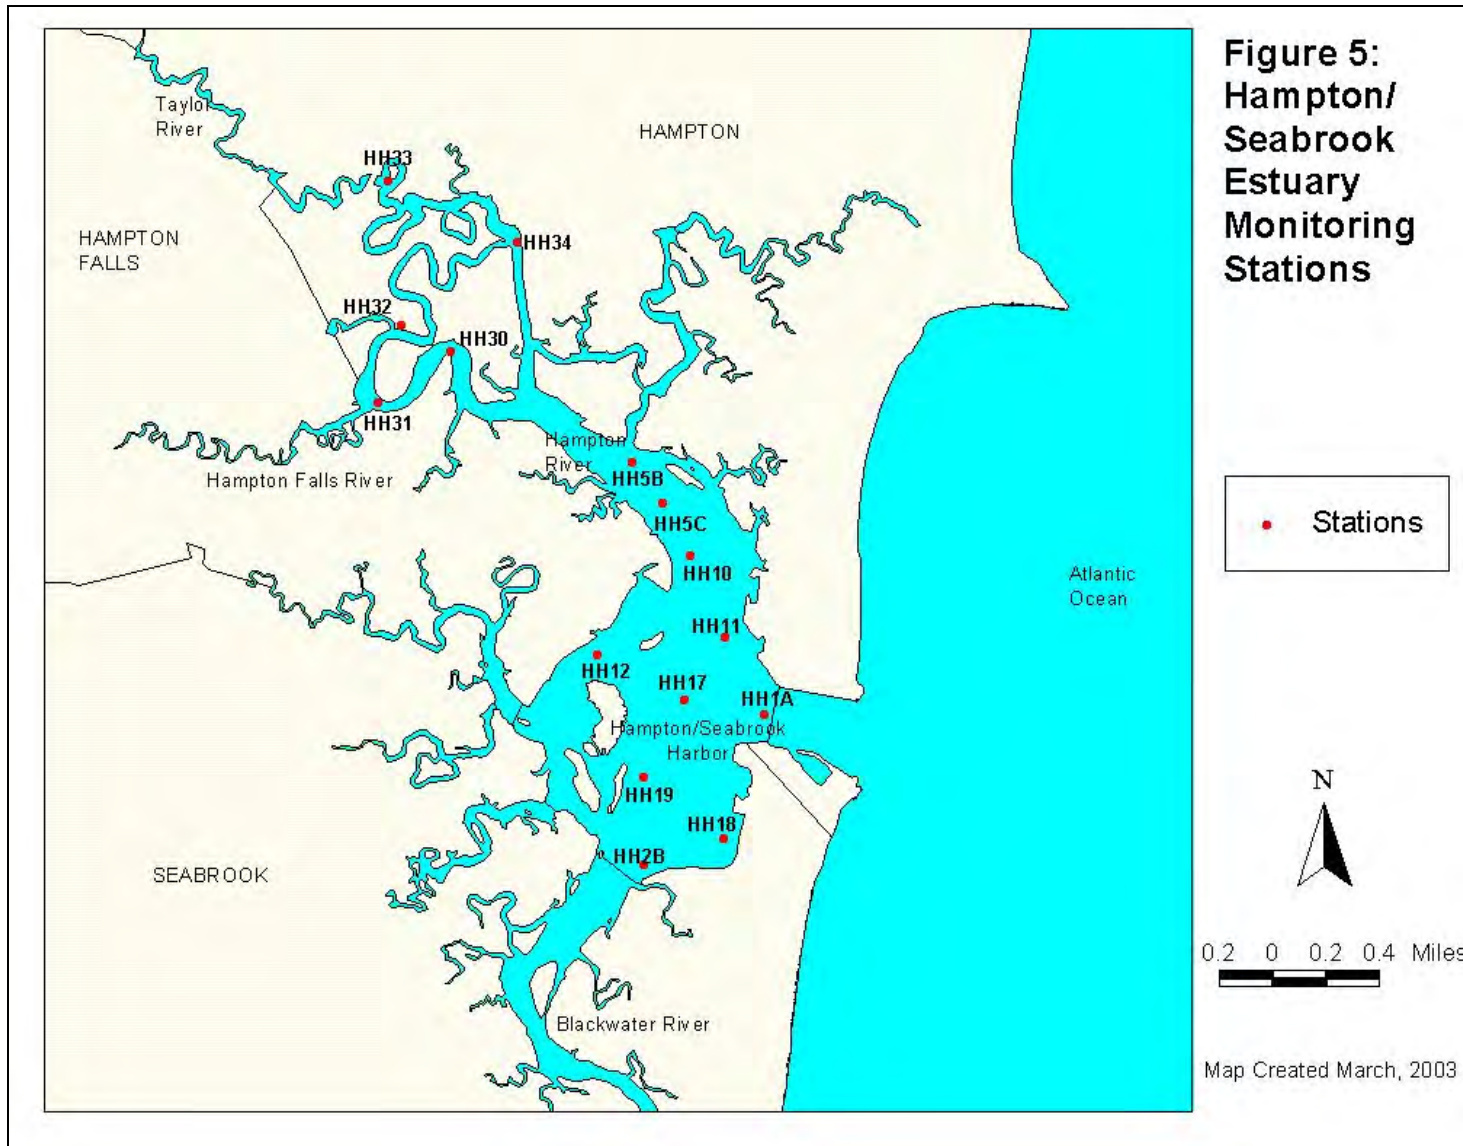 Figure 5:
Hampton/
Seabrook
Estuary
Monitoring
Stations
Taylor
River
HAMPTON
HH33
HAMPTON
FALLS
HH34
HH32
HH30
HH31
Hampton
River
Hampton Falls River
HH5B
HH5C
Stations
HH10
Atlantic
Ocean
HH11
HH12
HH17
HH1A
Hampton/Seabrook
Harbor
HH19
N
HH18
HH2B
SEABROOK
0.2 0 0.2 0.4 Miles
Blackwater River
Map Created March, 2003